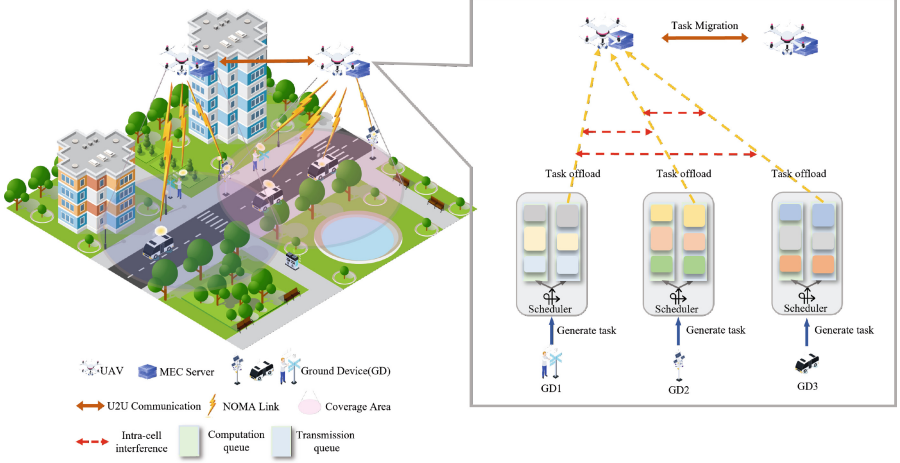 Task Migration
Task offload
Task offload
Task offload
Scheduler
Scheduler
Scheduler
Generate task
Generate task
Generate task
GD1
GD2
GD3
UAV
MEC Server
Ground Device(GD)
U2U Communication
NOMA Link
Coverage Area
Intra-cell
interference
Computation
queue
Transmission
queue